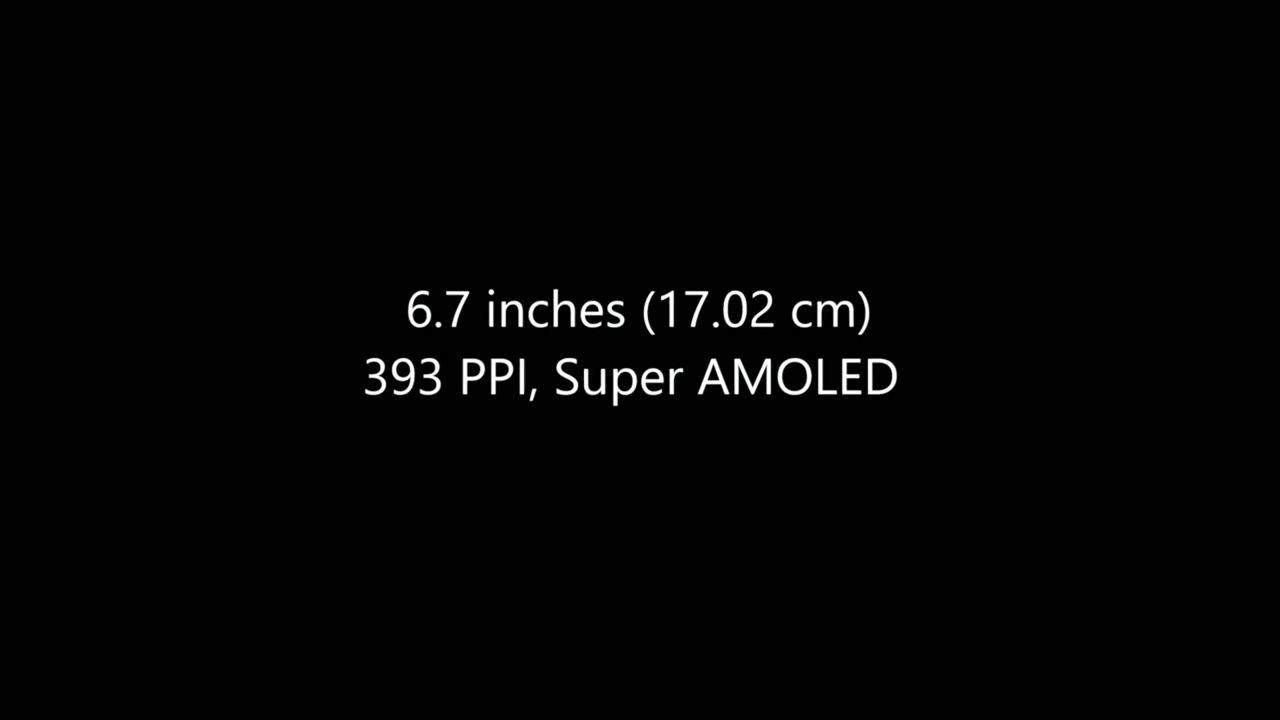 6.7 inches (17.02 cm)
393 PPI, Super AMOLED